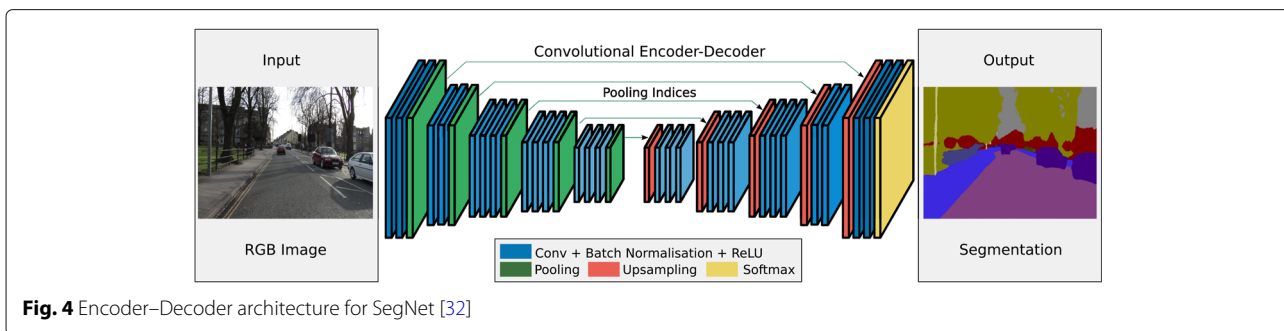 Input
Convolutional Encoder-Decoder
Output
Pooling Indices
RGB Image
Segmentation
Conv + Batch Normalisation + ReLU
Pooling Upsampling Softmax
Fig. 4 Encoder–Decoder architecture for SegNet [32]